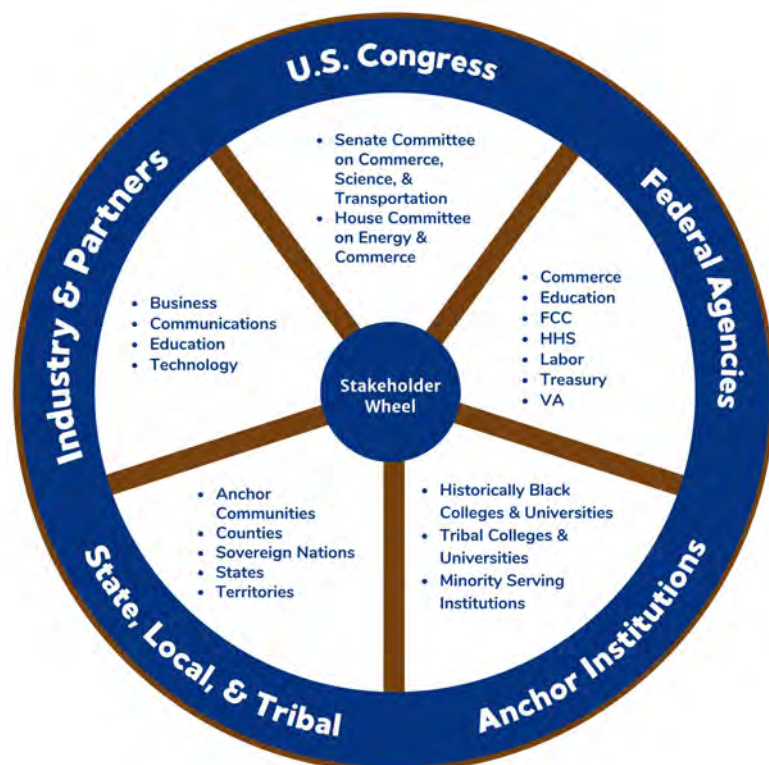 U.S. Congress
• Senate Committee
on Commerce,
Science, &
Transportation
• House Committee
on Energy &
Commerce
Federal Agencies
• Commerce
• Education
• FCC
• HHS
• Labor
• Treasury
• VA
Anchor Institutions
• Historically Black
Colleges & Universities
• Tribal Colleges &
Universities
• Minority Serving
Institutions
State, Local, & Tribal
• Anchor
Communities
• Counties
• Sovereign Nations
• States
• Territories
Industry & Partners
• Business
• Communications
• Education
• Technology
Stakeholder
Wheel